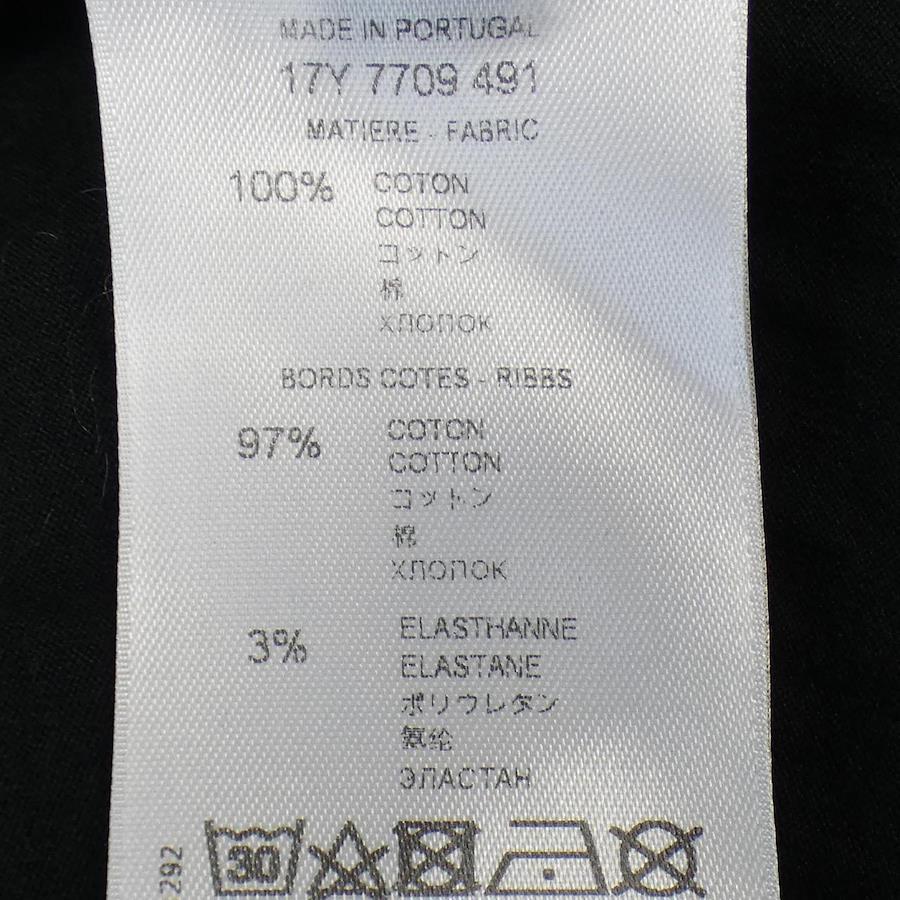 MADE IN PORTUGAL
17Y 7709 491
MATIERE - FABRIC
100% COTON
COTTON
コットン
棉
ХЛОПОК
BORDS COTES - RIBBS
97% COTON
COTTON
コットン
棉
ХЛОПОК
3% ELASTHANNE
ELASTANE
ポリウレタン
氨纶
ЭЛАСТАН
30
292